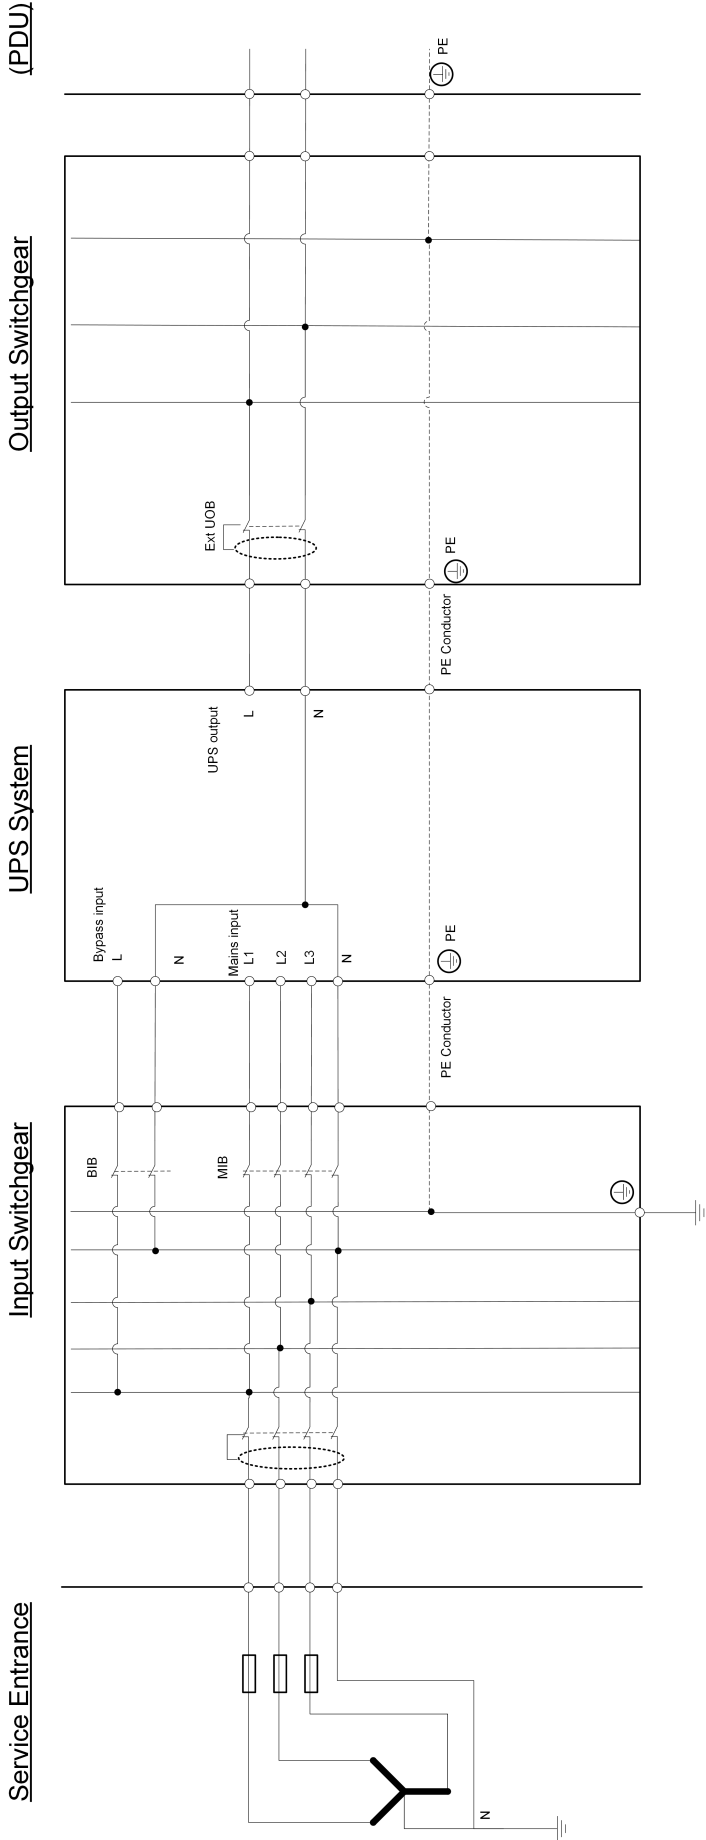 Service Entrance
Input Switchgear
UPS System
Output Switchgear
(PDU)
BIB
Bypass input
L
N
MIB
Mains input
L1
L2
L3
N
UPS output
L
N
Ext UOB
PE Conductor
PE
PE Conductor
PE
PE
N